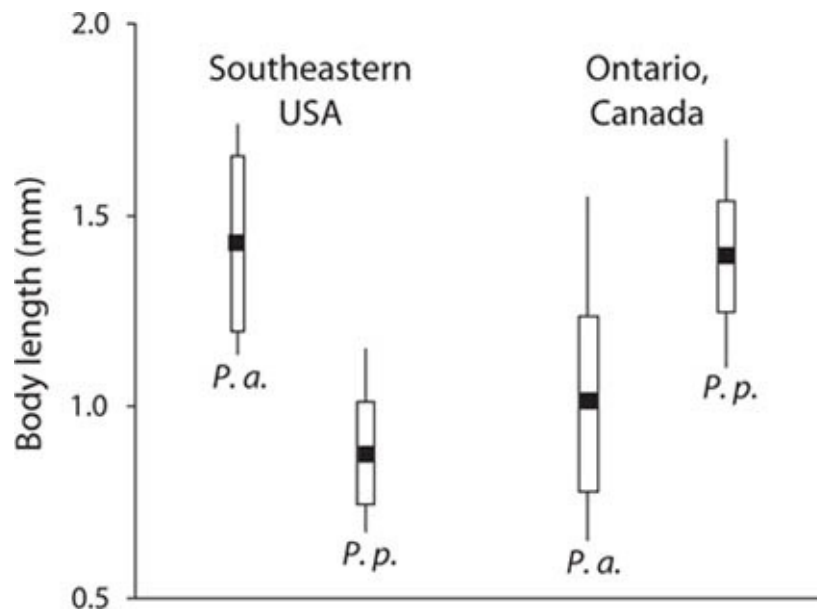 2.0
Southeastern
USA
Ontario,
Canada
1.5
Body length (mm)
P. a.
P. p.
1.0
P. p.
P. a.
0.5